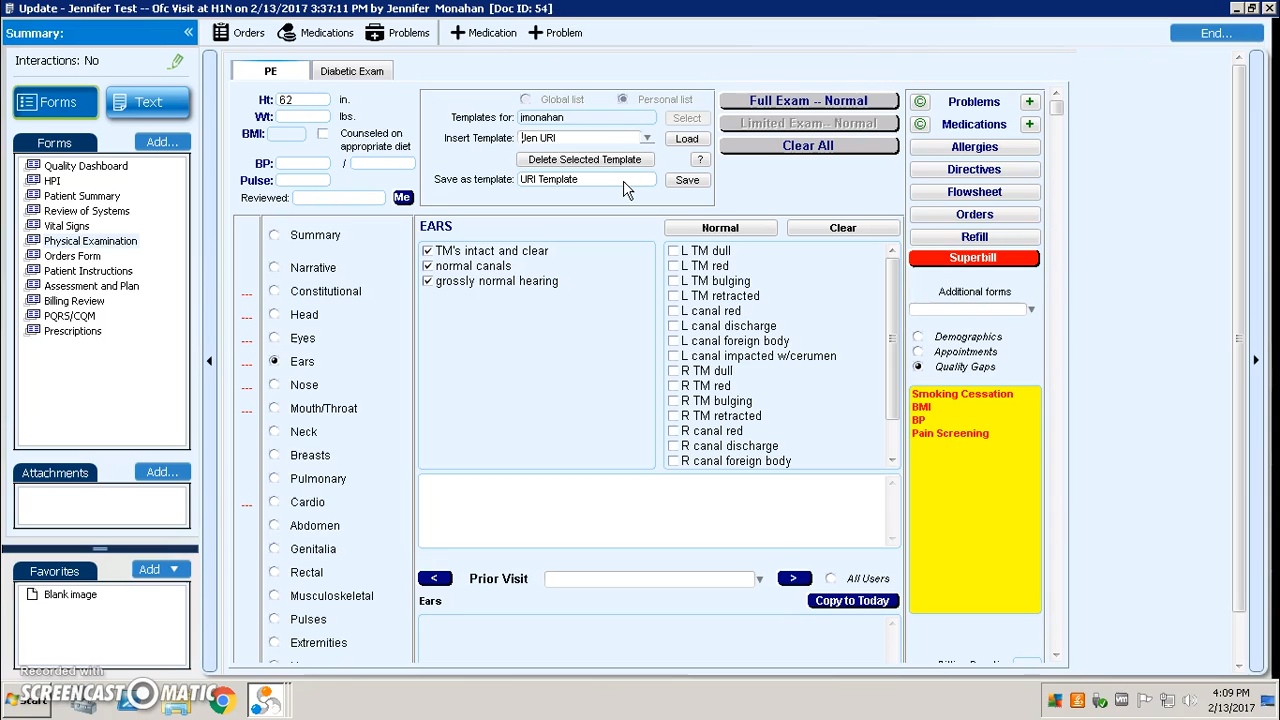 Update - Jennifer Test -- Ofc Visit at H1N on 2/13/2017 3:37:11 PM by Jennifer Monahan [Doc ID: 54]
Summary:
Orders Medications Problems Medication Problem End...
Interactions: No
Forms Text
Forms Add...
Quality Dashboard
HPI
Patient Summary
Review of Systems
Vital Signs
Physical Examination
Orders Form
Patient Instructions
Assessment and Plan
Billing Review
PQRS/CQM
Prescriptions
Attachments Add...
Favorites Add
Blank image
PE Diabetic Exam
Ht: 62 in.
Wt: lbs.
BMI: Counseled on appropriate diet
BP: /
Pulse:
Reviewed: Me
Global list Personal list
Templates for: jmonahan Select
Insert Template: !Jen URI Load
Delete Selected Template ?
Save as template: URI Template Save
Full Exam -- Normal
Limited Exam--Normal
Clear All
Summary
Narrative
--- Constitutional
--- Head
--- Eyes
--- Ears
--- Nose
--- Mouth/Throat
Neck
Breasts
Pulmonary
--- Cardio
Abdomen
Genitalia
Rectal
Musculoskeletal
Pulses
Extremities
EARS Normal Clear
TM's intact and clear
normal canals
grossly normal hearing
L TM dull
L TM red
L TM bulging
L TM retracted
L canal red
L canal discharge
L canal foreign body
L canal impacted w/cerumen
R TM dull
R TM red
R TM bulging
R TM retracted
R canal red
R canal discharge
R canal foreign body
< Prior Visit > All Users
Ears Copy to Today
Problems +
Medications +
Allergies
Directives
Flowsheet
Orders
Refill
Superbill
Additional forms
Demographics
Appointments
Quality Gaps
Smoking Cessation
BMI
BP
Pain Screening
Recorded with
SCREENCAST MATIC
Start
4:09 PM
2/13/2017